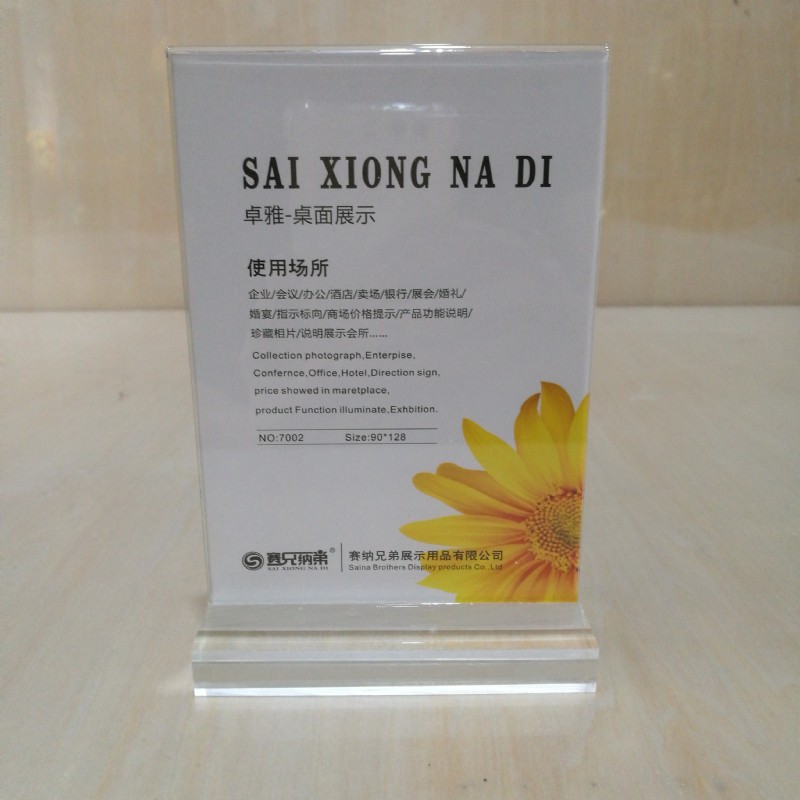 SAI XIONG NA DI
卓雅-桌面展示
使用场所
企业/会议/办公/酒店/卖场/银行/展会/婚礼/
婚宴/指示标向/商场价格提示/产品功能说明/
珍藏相片/说明展示会所......
Collection photograph,Enterpise,
Confernce,Office,Hotel,Direction sign,
price showed in maretplace,
product Function illuminate,Exhbition.
NO:7002 Size:90*128
赛兄纳弟®
SAI XIONG NA DI
赛纳兄弟展示用品有限公司
Saina Brothers Display products Co.,Ltd